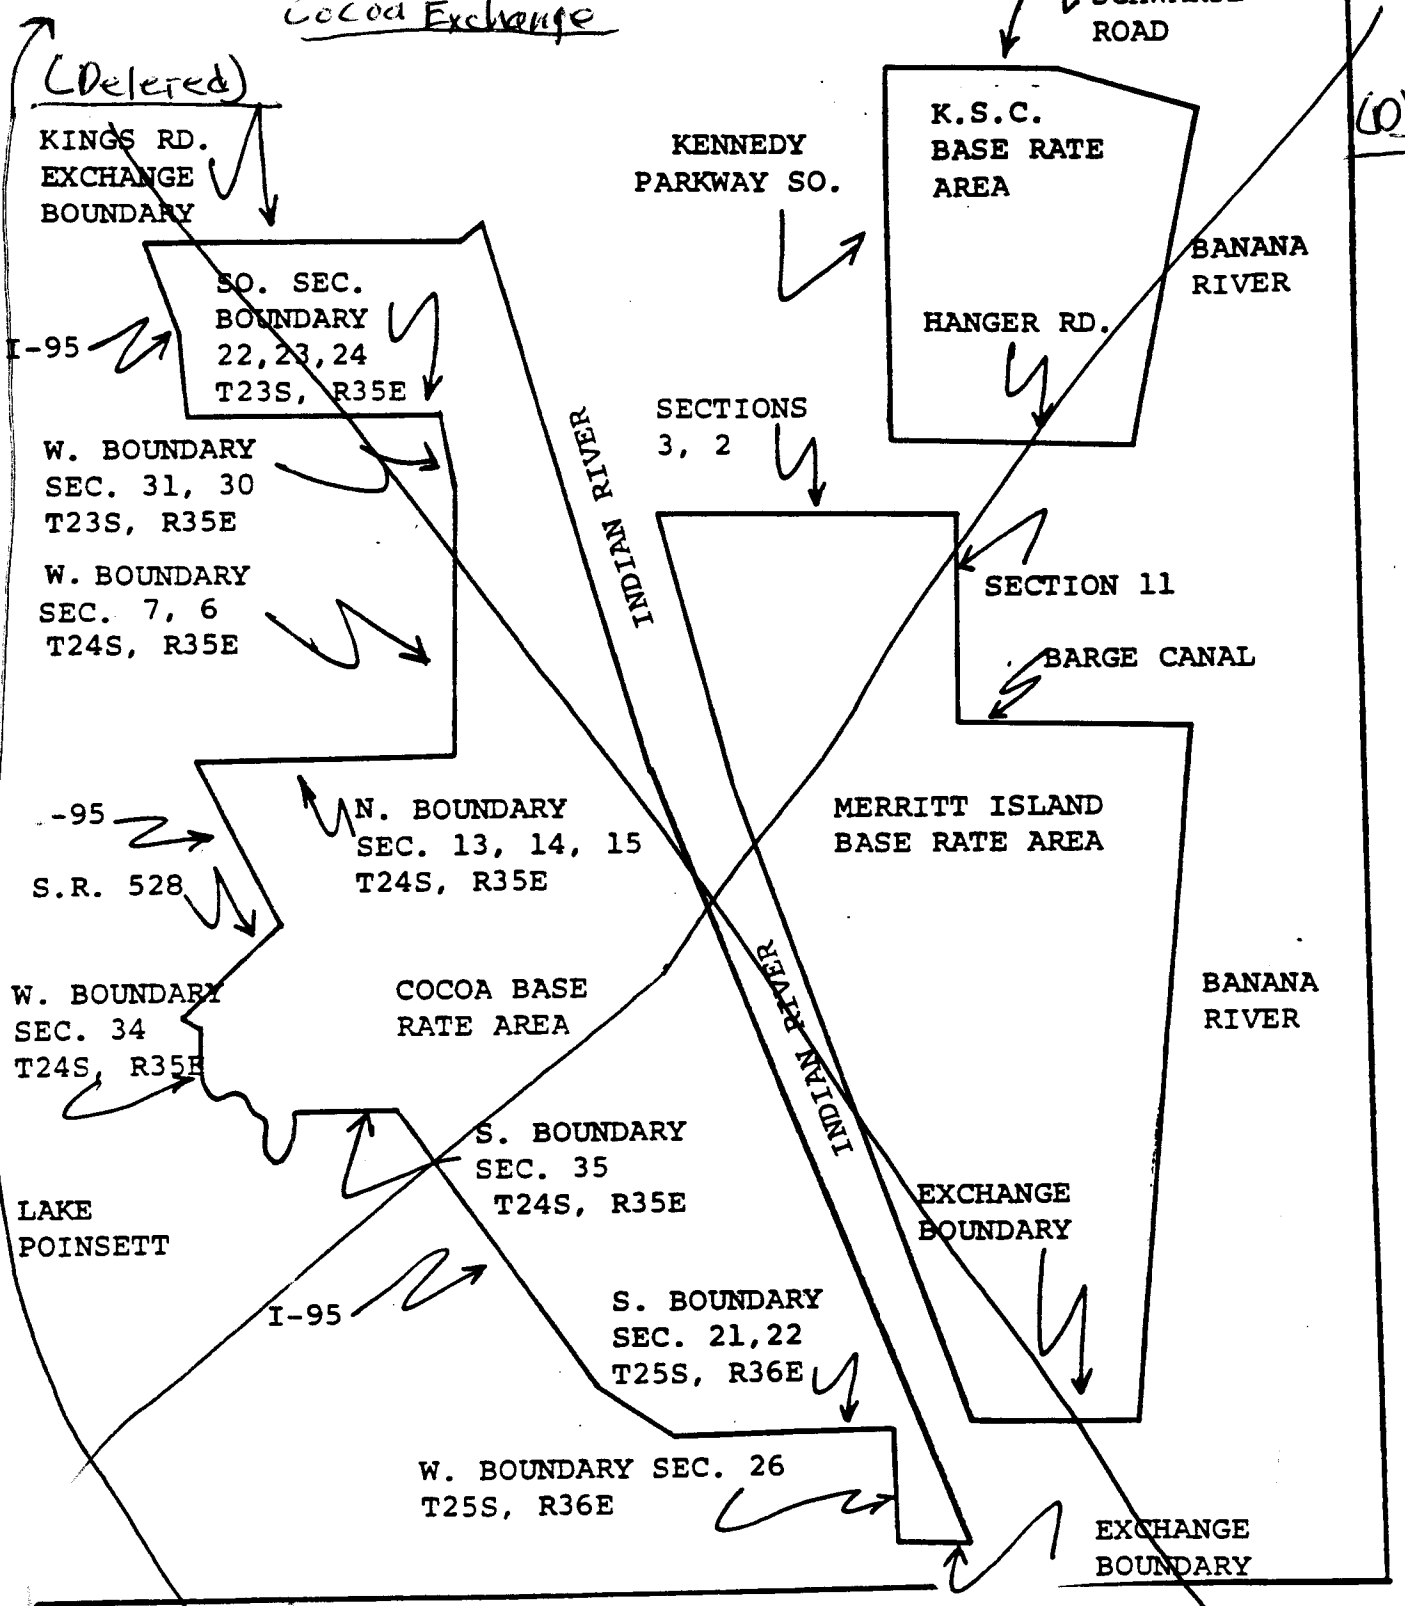 Cocoa Exchange
ROAD
(Delered)
(D)
KINGS RD.
EXCHANGE
BOUNDARY
K.S.C.
BASE RATE
AREA
KENNEDY
PARKWAY SO.
BANANA
RIVER
SO. SEC.
BOUNDARY
22,23,24
T23S, R35E
I-95
HANGER RD.
SECTIONS
3, 2
W. BOUNDARY
SEC. 31, 30
T23S, R35E
INDIAN RIVER
W. BOUNDARY
SEC. 7, 6
T24S, R35E
SECTION 11
BARGE CANAL
-95
N. BOUNDARY
SEC. 13, 14, 15
T24S, R35E
MERRITT ISLAND
BASE RATE AREA
S.R. 528
W. BOUNDARY
SEC. 34
T24S, R35E
COCOA BASE
RATE AREA
INDIAN RIVER
BANANA
RIVER
S. BOUNDARY
SEC. 35
T24S, R35E
LAKE
POINSETT
EXCHANGE
BOUNDARY
I-95
S. BOUNDARY
SEC. 21,22
T25S, R36E
W. BOUNDARY SEC. 26
T25S, R36E
EXCHANGE
BOUNDARY